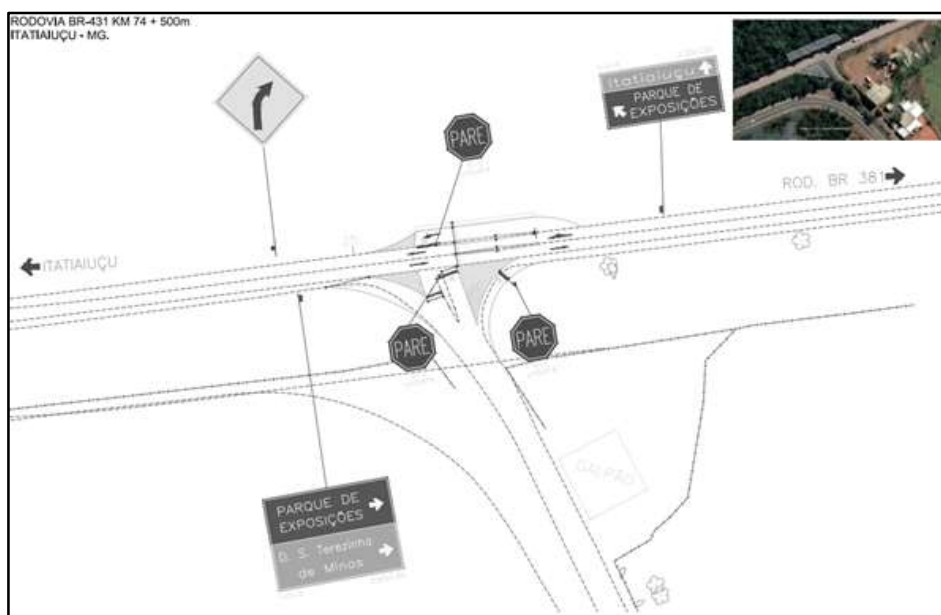 RODOVIA BR-431 KM 74 + 500m
ITATIAIUÇU - MG.
Itatiaiuçu
PARQUE DE
EXPOSIÇÕES
PARE
ROD. BR 381
ITATIAIUÇU
PARE
PARE
GALPÃO
PARQUE DE
EXPOSIÇÕES
D. S. Terezinha
de Minas